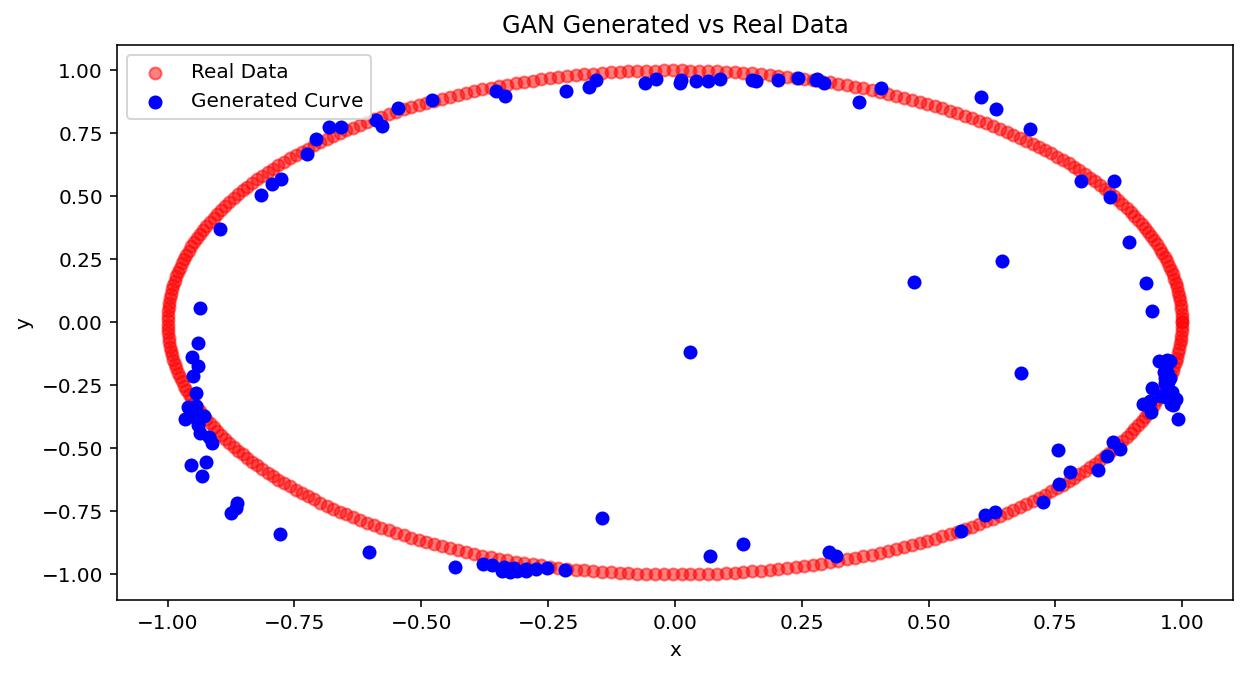 GAN Generated vs Real Data
Real Data
Generated Curve
1.00
0.75
0.50
0.25
0.00
−0.25
−0.50
−0.75
−1.00
y
−1.00 −0.75 −0.50 −0.25 0.00 0.25 0.50 0.75 1.00
x